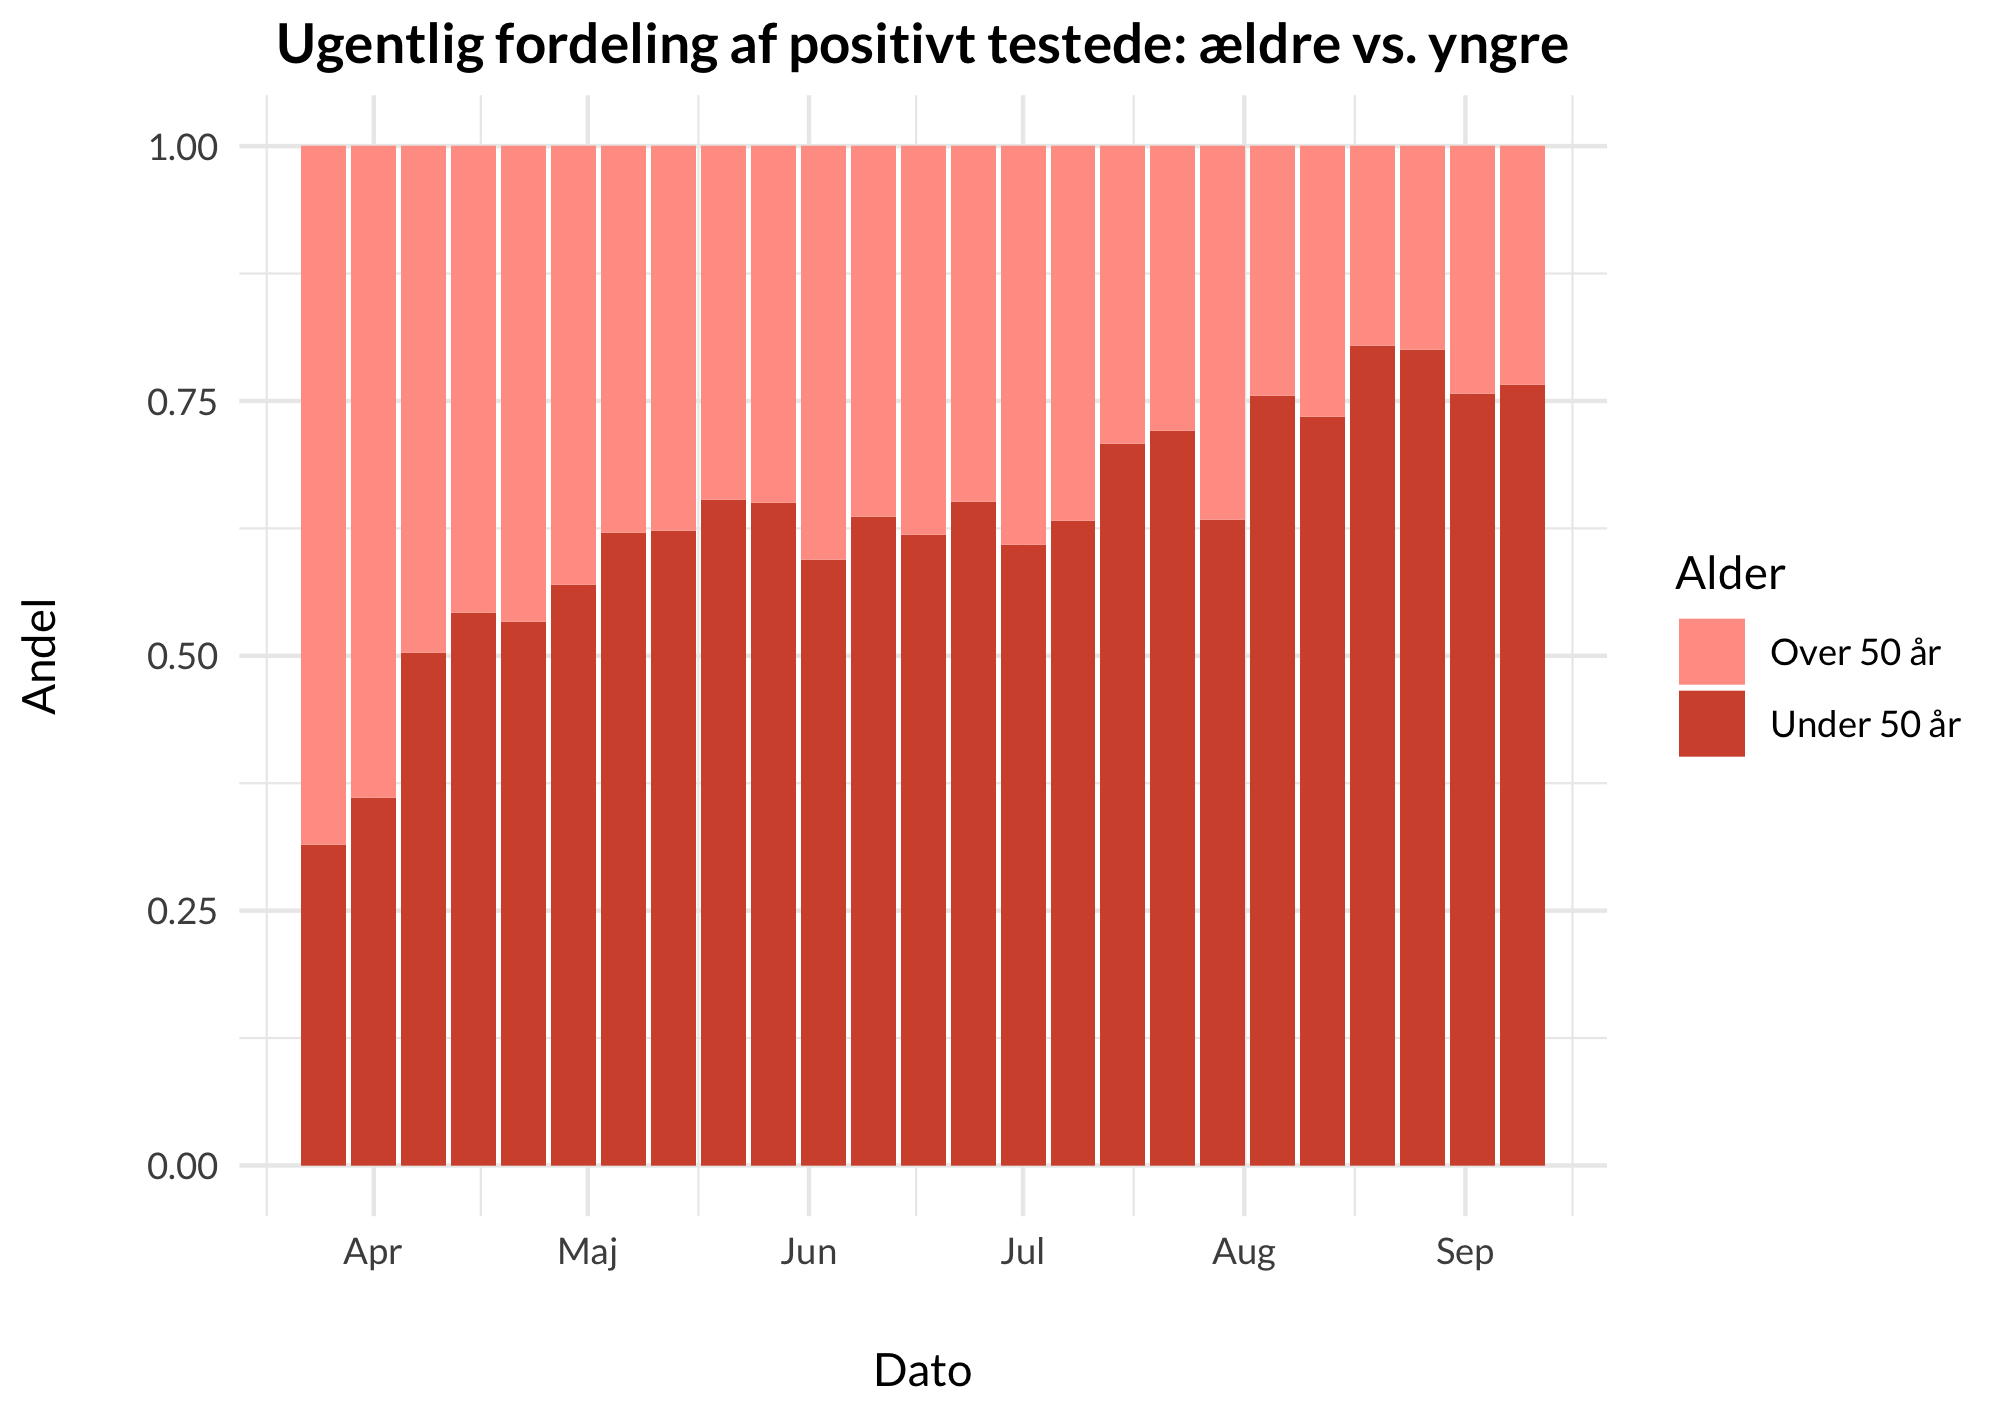 Ugentlig fordeling af positivt testede: ældre vs. yngre
1.00
0.75
0.50
0.25
0.00
Andel
Apr Maj Jun Jul Aug Sep
Dato
Alder
Over 50 år
Under 50 år